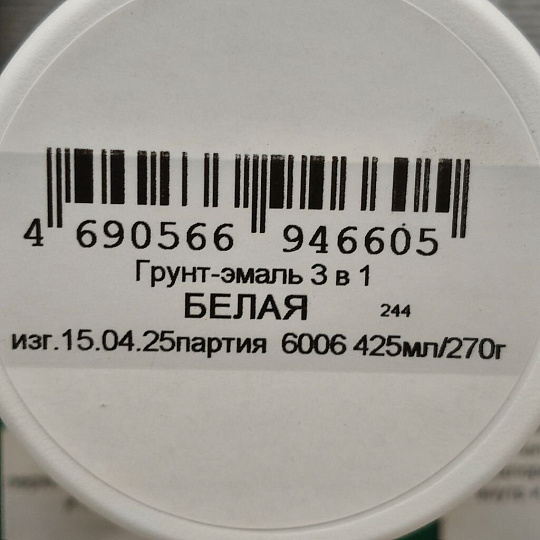 4 690566 946605
Грунт-эмаль 3 в 1
БЕЛАЯ 244
изг.15.04.25партия 6006 425мл/270г